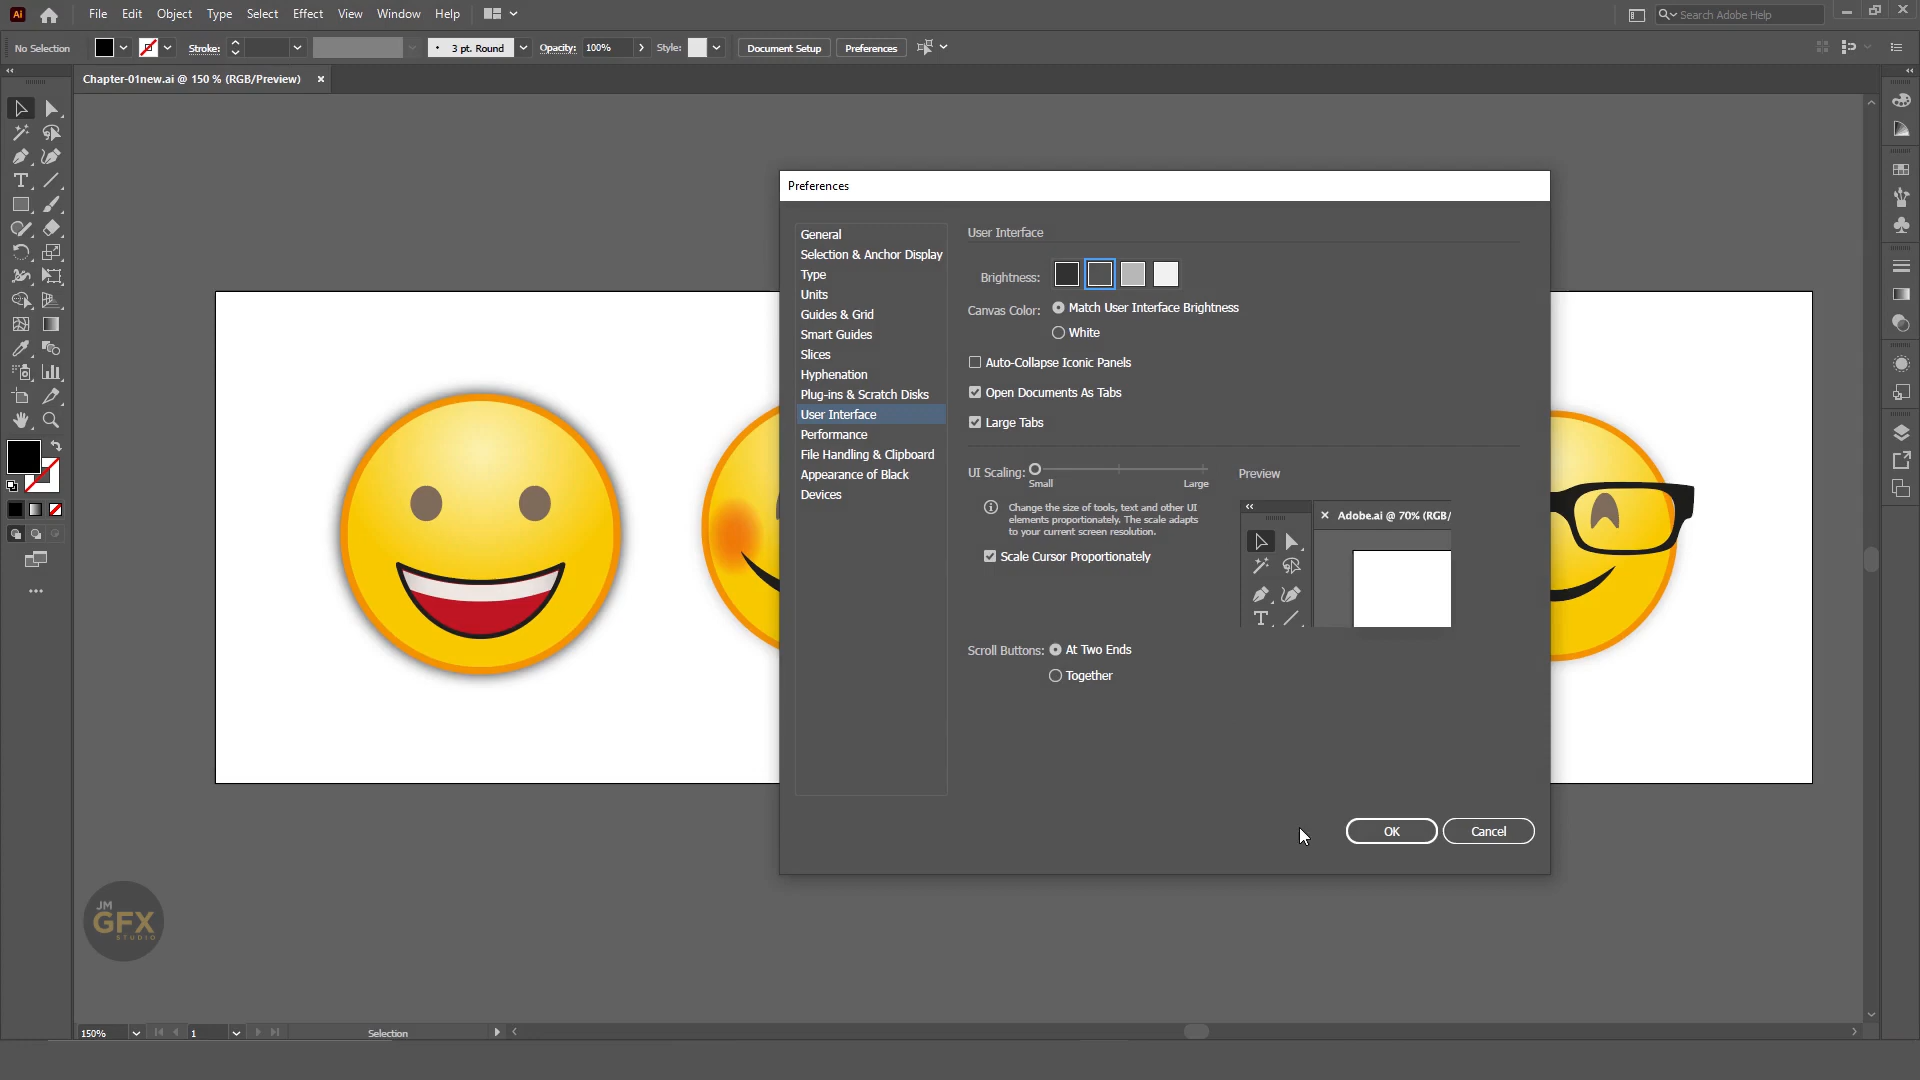 Ai File Edit Object Type Select Effect View Window Help Search Adobe Help
No Selection Stroke: 3 pt. Round Opacity: 100% Style: Document Setup Preferences
Chapter-01new.ai @ 150 % (RGB/Preview)
Preferences
General
Selection & Anchor Display
Type
Units
Guides & Grid
Smart Guides
Slices
Hyphenation
Plug-ins & Scratch Disks
User Interface
Performance
File Handling & Clipboard
Appearance of Black
Devices
User Interface
Brightness:
Canvas Color: Match User Interface Brightness
White
Auto-Collapse Iconic Panels
Open Documents As Tabs
Large Tabs
UI Scaling:
Small Large
Change the size of tools, text and other UI
elements proportionately. The scale adapts
to your current screen resolution.
Scale Cursor Proportionately
Preview
Adobe.ai @ 70% (RGB/
Scroll Buttons: At Two Ends
Together
OK Cancel
JM
GFX
STUDIO
150% 1 Selection